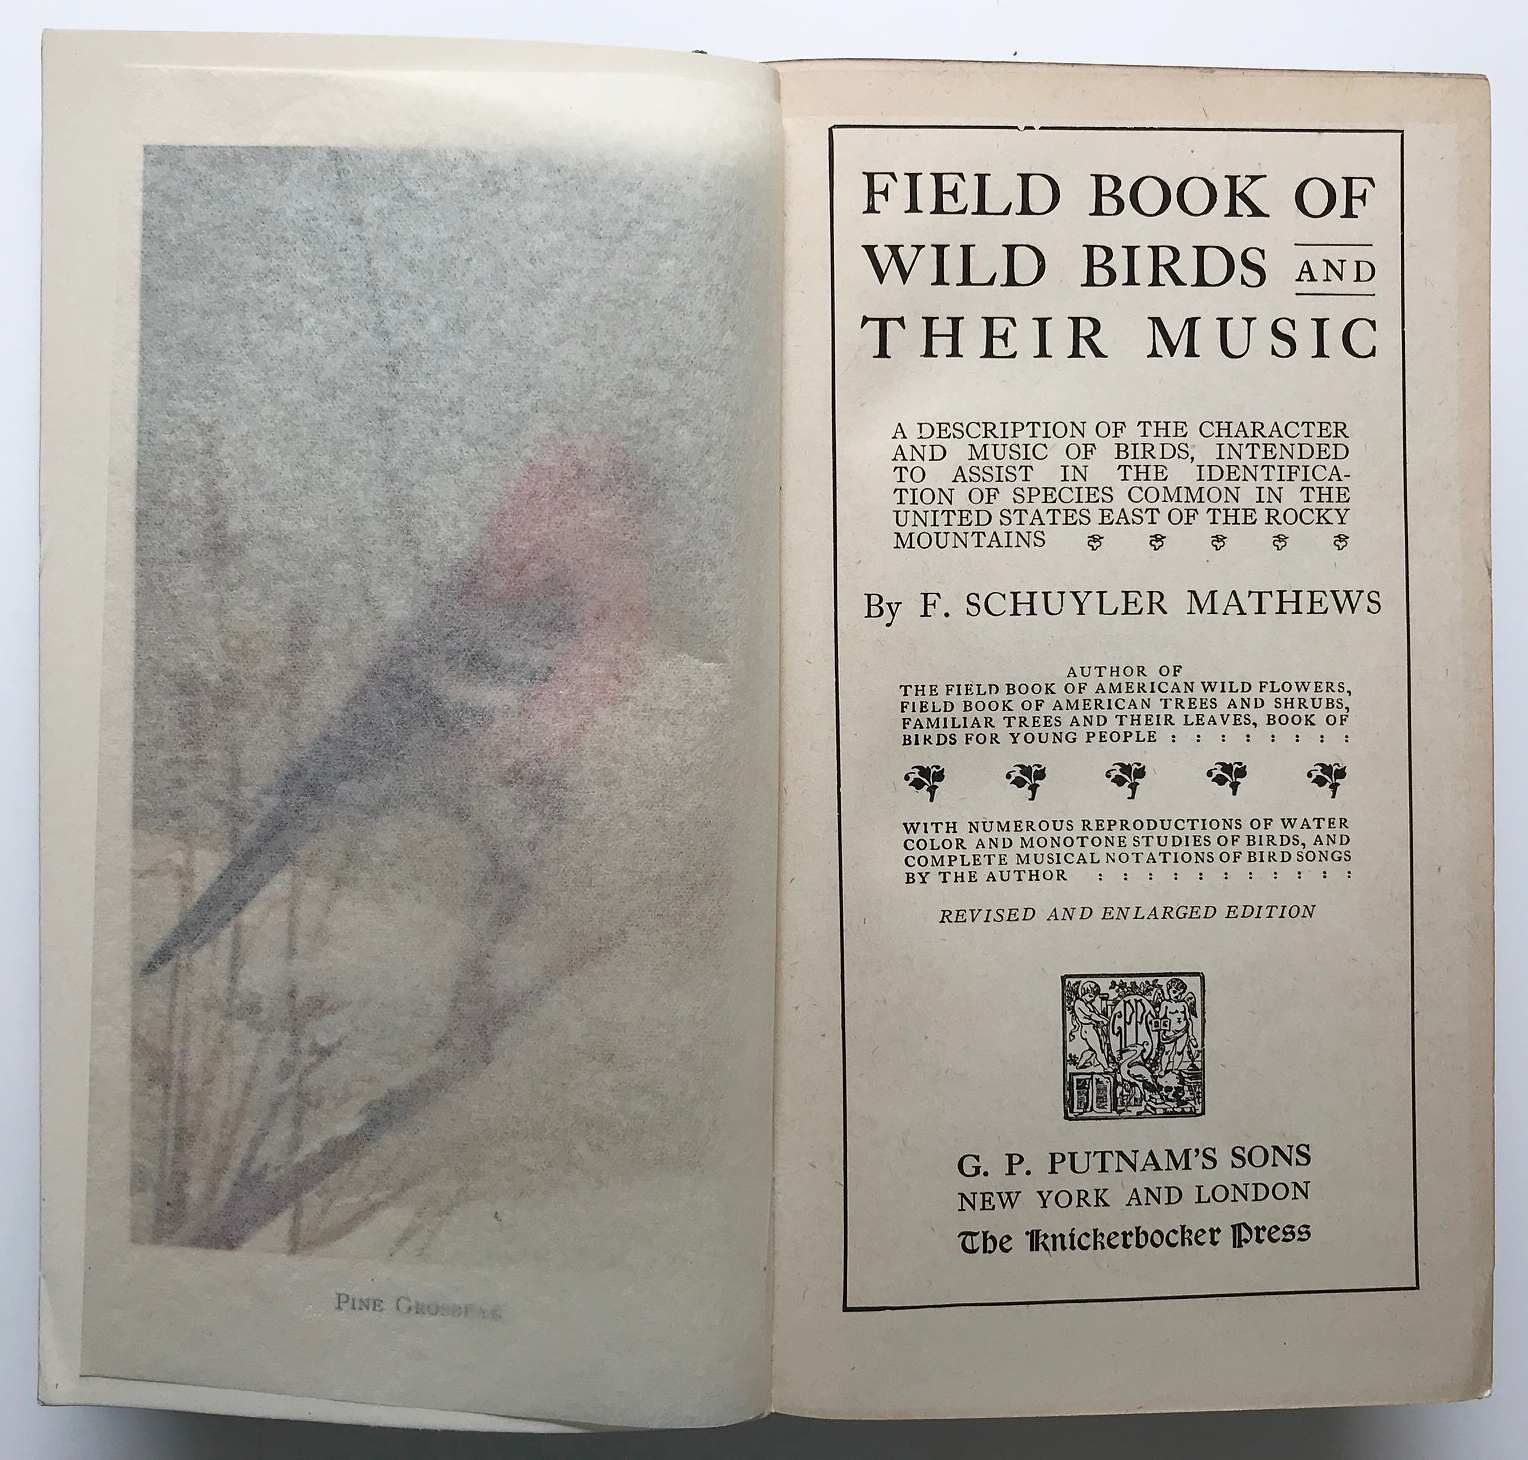 PINE GROSBEAK
FIELD BOOK OF
WILD BIRDS AND
THEIR MUSIC
A DESCRIPTION OF THE CHARACTER
AND MUSIC OF BIRDS, INTENDED
TO ASSIST IN THE IDENTIFICA-
TION OF SPECIES COMMON IN THE
UNITED STATES EAST OF THE ROCKY
MOUNTAINS
By F. SCHUYLER MATHEWS
AUTHOR OF
THE FIELD BOOK OF AMERICAN WILD FLOWERS,
FIELD BOOK OF AMERICAN TREES AND SHRUBS,
FAMILIAR TREES AND THEIR LEAVES, BOOK OF
BIRDS FOR YOUNG PEOPLE : : : : : : : :
WITH NUMEROUS REPRODUCTIONS OF WATER
COLOR AND MONOTONE STUDIES OF BIRDS, AND
COMPLETE MUSICAL NOTATIONS OF BIRD SONGS
BY THE AUTHOR : : : : : : : : : : :
REVISED AND ENLARGED EDITION
G. P. PUTNAM'S SONS
NEW YORK AND LONDON
The Knickerbocker Press